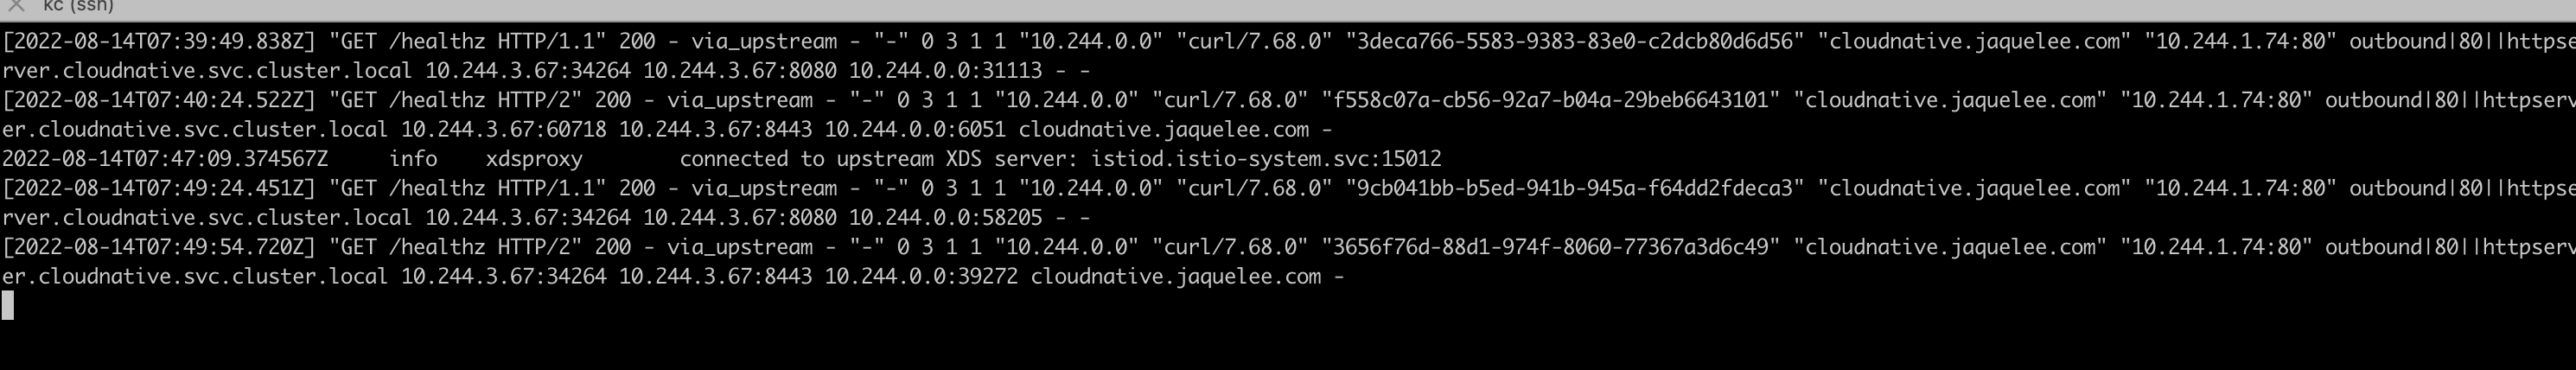 kc (ssh)
[2022-08-14T07:39:49.838Z] "GET /healthz HTTP/1.1" 200 - via_upstream - "-" 0 3 1 1 "10.244.0.0" "curl/7.68.0" "3deca766-5583-9383-83e0-c2dcb80d6d56" "cloudnative.jaquelee.com" "10.244.1.74:80" outbound|80||httpse
rver.cloudnative.svc.cluster.local 10.244.3.67:34264 10.244.3.67:8080 10.244.0.0:31113 - -
[2022-08-14T07:40:24.522Z] "GET /healthz HTTP/2" 200 - via_upstream - "-" 0 3 1 1 "10.244.0.0" "curl/7.68.0" "f558c07a-cb56-92a7-b04a-29beb6643101" "cloudnative.jaquelee.com" "10.244.1.74:80" outbound|80||httpserv
er.cloudnative.svc.cluster.local 10.244.3.67:60718 10.244.3.67:8443 10.244.0.0:6051 cloudnative.jaquelee.com -
2022-08-14T07:47:09.374567Z     info    xdsproxy        connected to upstream XDS server: istiod.istio-system.svc:15012
[2022-08-14T07:49:24.451Z] "GET /healthz HTTP/1.1" 200 - via_upstream - "-" 0 3 1 1 "10.244.0.0" "curl/7.68.0" "9cb041bb-b5ed-941b-945a-f64dd2fdeca3" "cloudnative.jaquelee.com" "10.244.1.74:80" outbound|80||httpse
rver.cloudnative.svc.cluster.local 10.244.3.67:34264 10.244.3.67:8080 10.244.0.0:58205 - -
[2022-08-14T07:49:54.720Z] "GET /healthz HTTP/2" 200 - via_upstream - "-" 0 3 1 1 "10.244.0.0" "curl/7.68.0" "3656f76d-88d1-974f-8060-77367a3d6c49" "cloudnative.jaquelee.com" "10.244.1.74:80" outbound|80||httpserv
er.cloudnative.svc.cluster.local 10.244.3.67:34264 10.244.3.67:8443 10.244.0.0:39272 cloudnative.jaquelee.com -